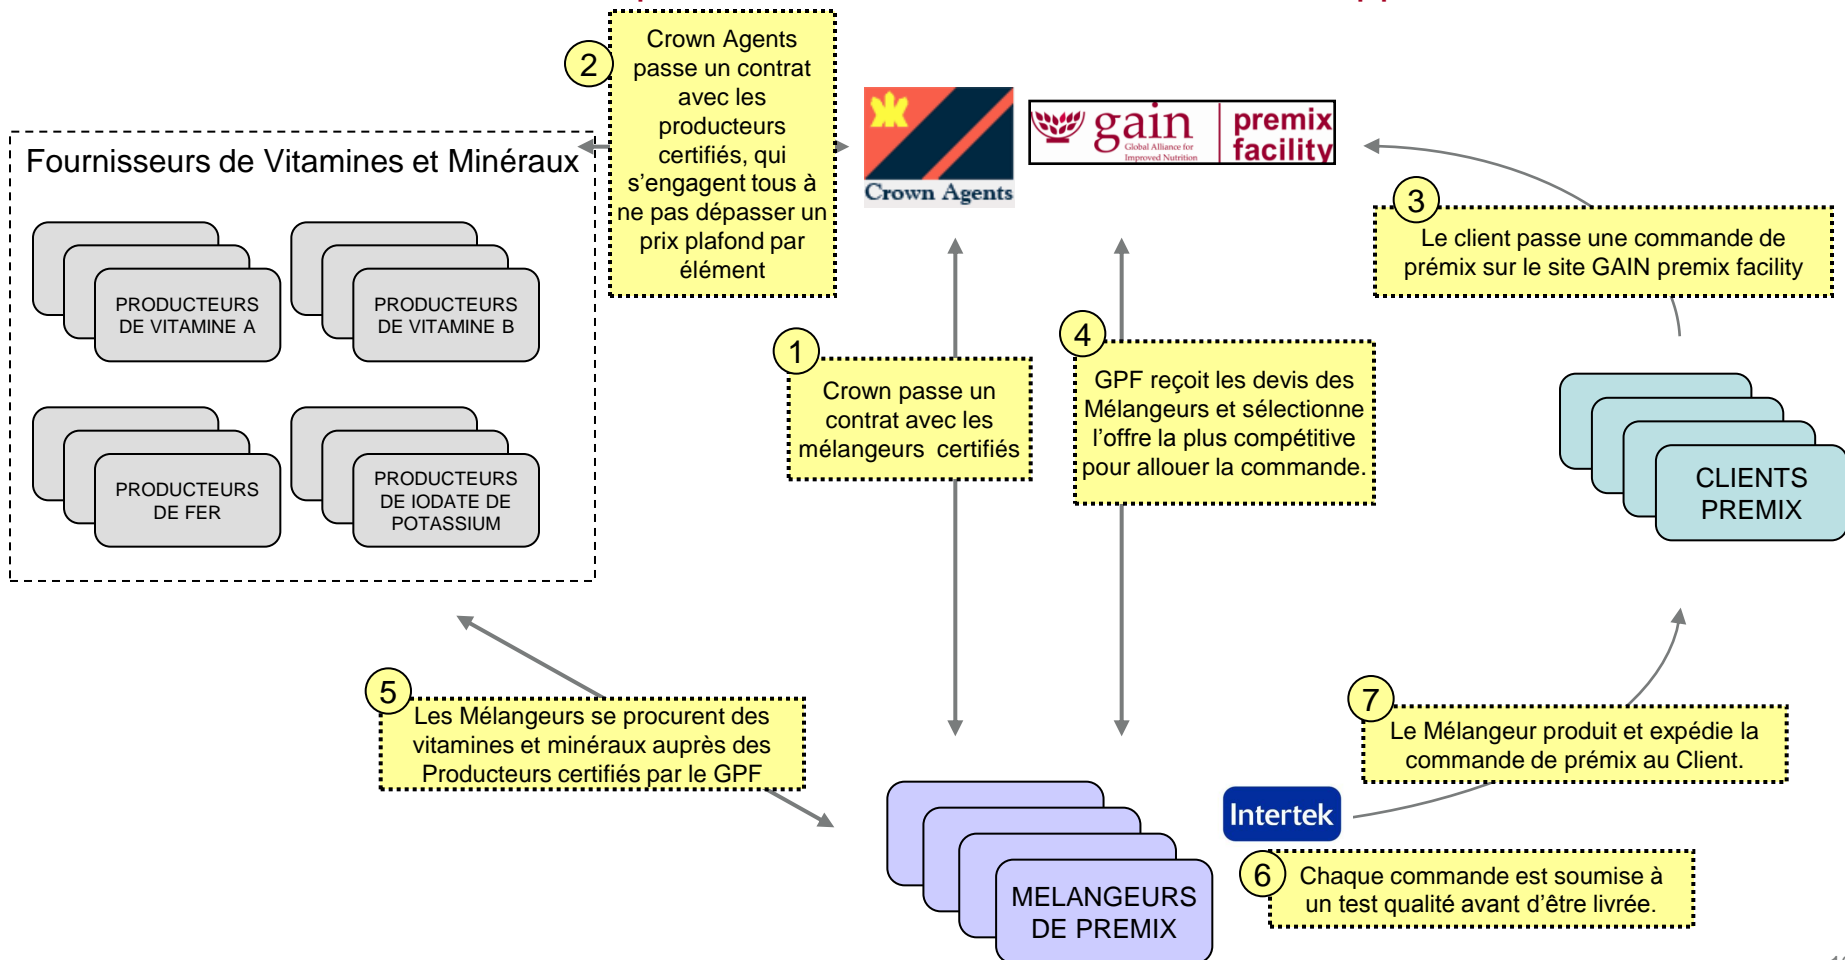 2
Crown Agents
passe un contrat
avec les
producteurs
certifiés, qui
s’engagent tous à
ne pas dépasser un
prix plafond par
élément
Crown Agents
gain
Global Alliance for
Improved Nutrition
premix
facility
Fournisseurs de Vitamines et Minéraux
PRODUCTEURS
DE VITAMINE A
PRODUCTEURS
DE VITAMINE B
PRODUCTEURS
DE FER
PRODUCTEURS
DE IODATE DE
POTASSIUM
3
Le client passe une commande de
prémix sur le site GAIN premix facility
1
Crown passe un
contrat avec les
mélangeurs  certifiés
4
GPF reçoit les devis des
Mélangeurs et sélectionne
l’offre la plus compétitive
pour allouer la commande.
CLIENTS
PREMIX
5
Les Mélangeurs se procurent des
vitamines et minéraux auprès des
Producteurs certifiés par le GPF
7
Le Mélangeur produit et expédie la
commande de prémix au Client.
Intertek
6
Chaque commande est soumise à
un test qualité avant d’être livrée.
MELANGEURS
DE PREMIX